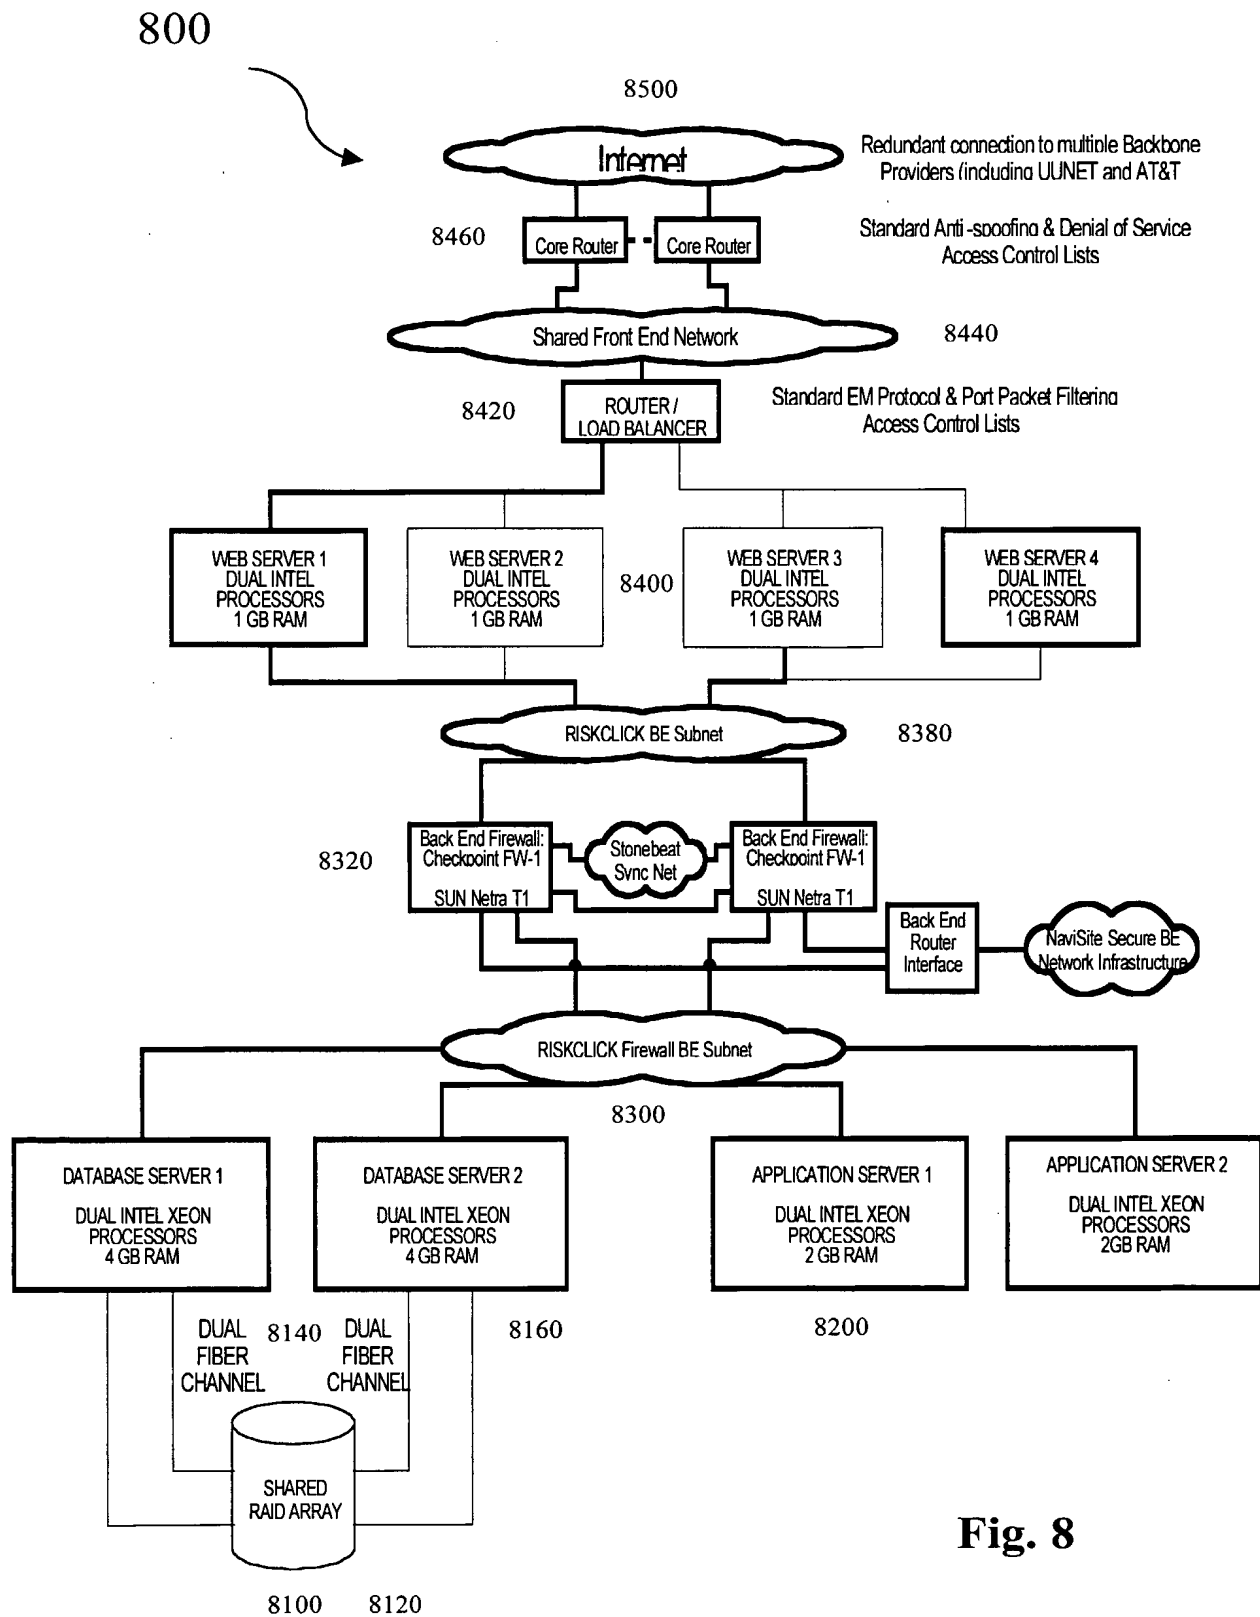 800
8500
Internet
Redundant connection to multiple Backbone
Providers (including UUNET and AT&T
8460
Core Router
Core Router
Standard Anti-spoofing & Denial of Service
Access Control Lists
Shared Front End Network
8440
8420
ROUTER /
LOAD BALANCER
Standard EM Protocol & Port Packet Filtering
Access Control Lists
WEB SERVER 1
DUAL INTEL
PROCESSORS
1 GB RAM
WEB SERVER 2
DUAL INTEL
PROCESSORS
1 GB RAM
8400
WEB SERVER 3
DUAL INTEL
PROCESSORS
1 GB RAM
WEB SERVER 4
DUAL INTEL
PROCESSORS
1 GB RAM
RISKCLICK BE Subnet
8380
8320
Back End Firewall:
Checkpoint FW-1
SUN Netra T1
Stonebeat
Sync Net
Back End Firewall:
Checkpoint FW-1
SUN Netra T1
Back End
Router
Interface
NaviSite Secure BE
Network Infrastructure
RISKCLICK Firewall BE Subnet
8300
DATABASE SERVER 1
DUAL INTEL XEON
PROCESSORS
4 GB RAM
DATABASE SERVER 2
DUAL INTEL XEON
PROCESSORS
4 GB RAM
APPLICATION SERVER 1
DUAL INTEL XEON
PROCESSORS
2 GB RAM
APPLICATION SERVER 2
DUAL INTEL XEON
PROCESSORS
2GB RAM
DUAL
FIBER
CHANNEL
8140
DUAL
FIBER
CHANNEL
8160
8200
SHARED
RAID ARRAY
Fig. 8
8100
8120